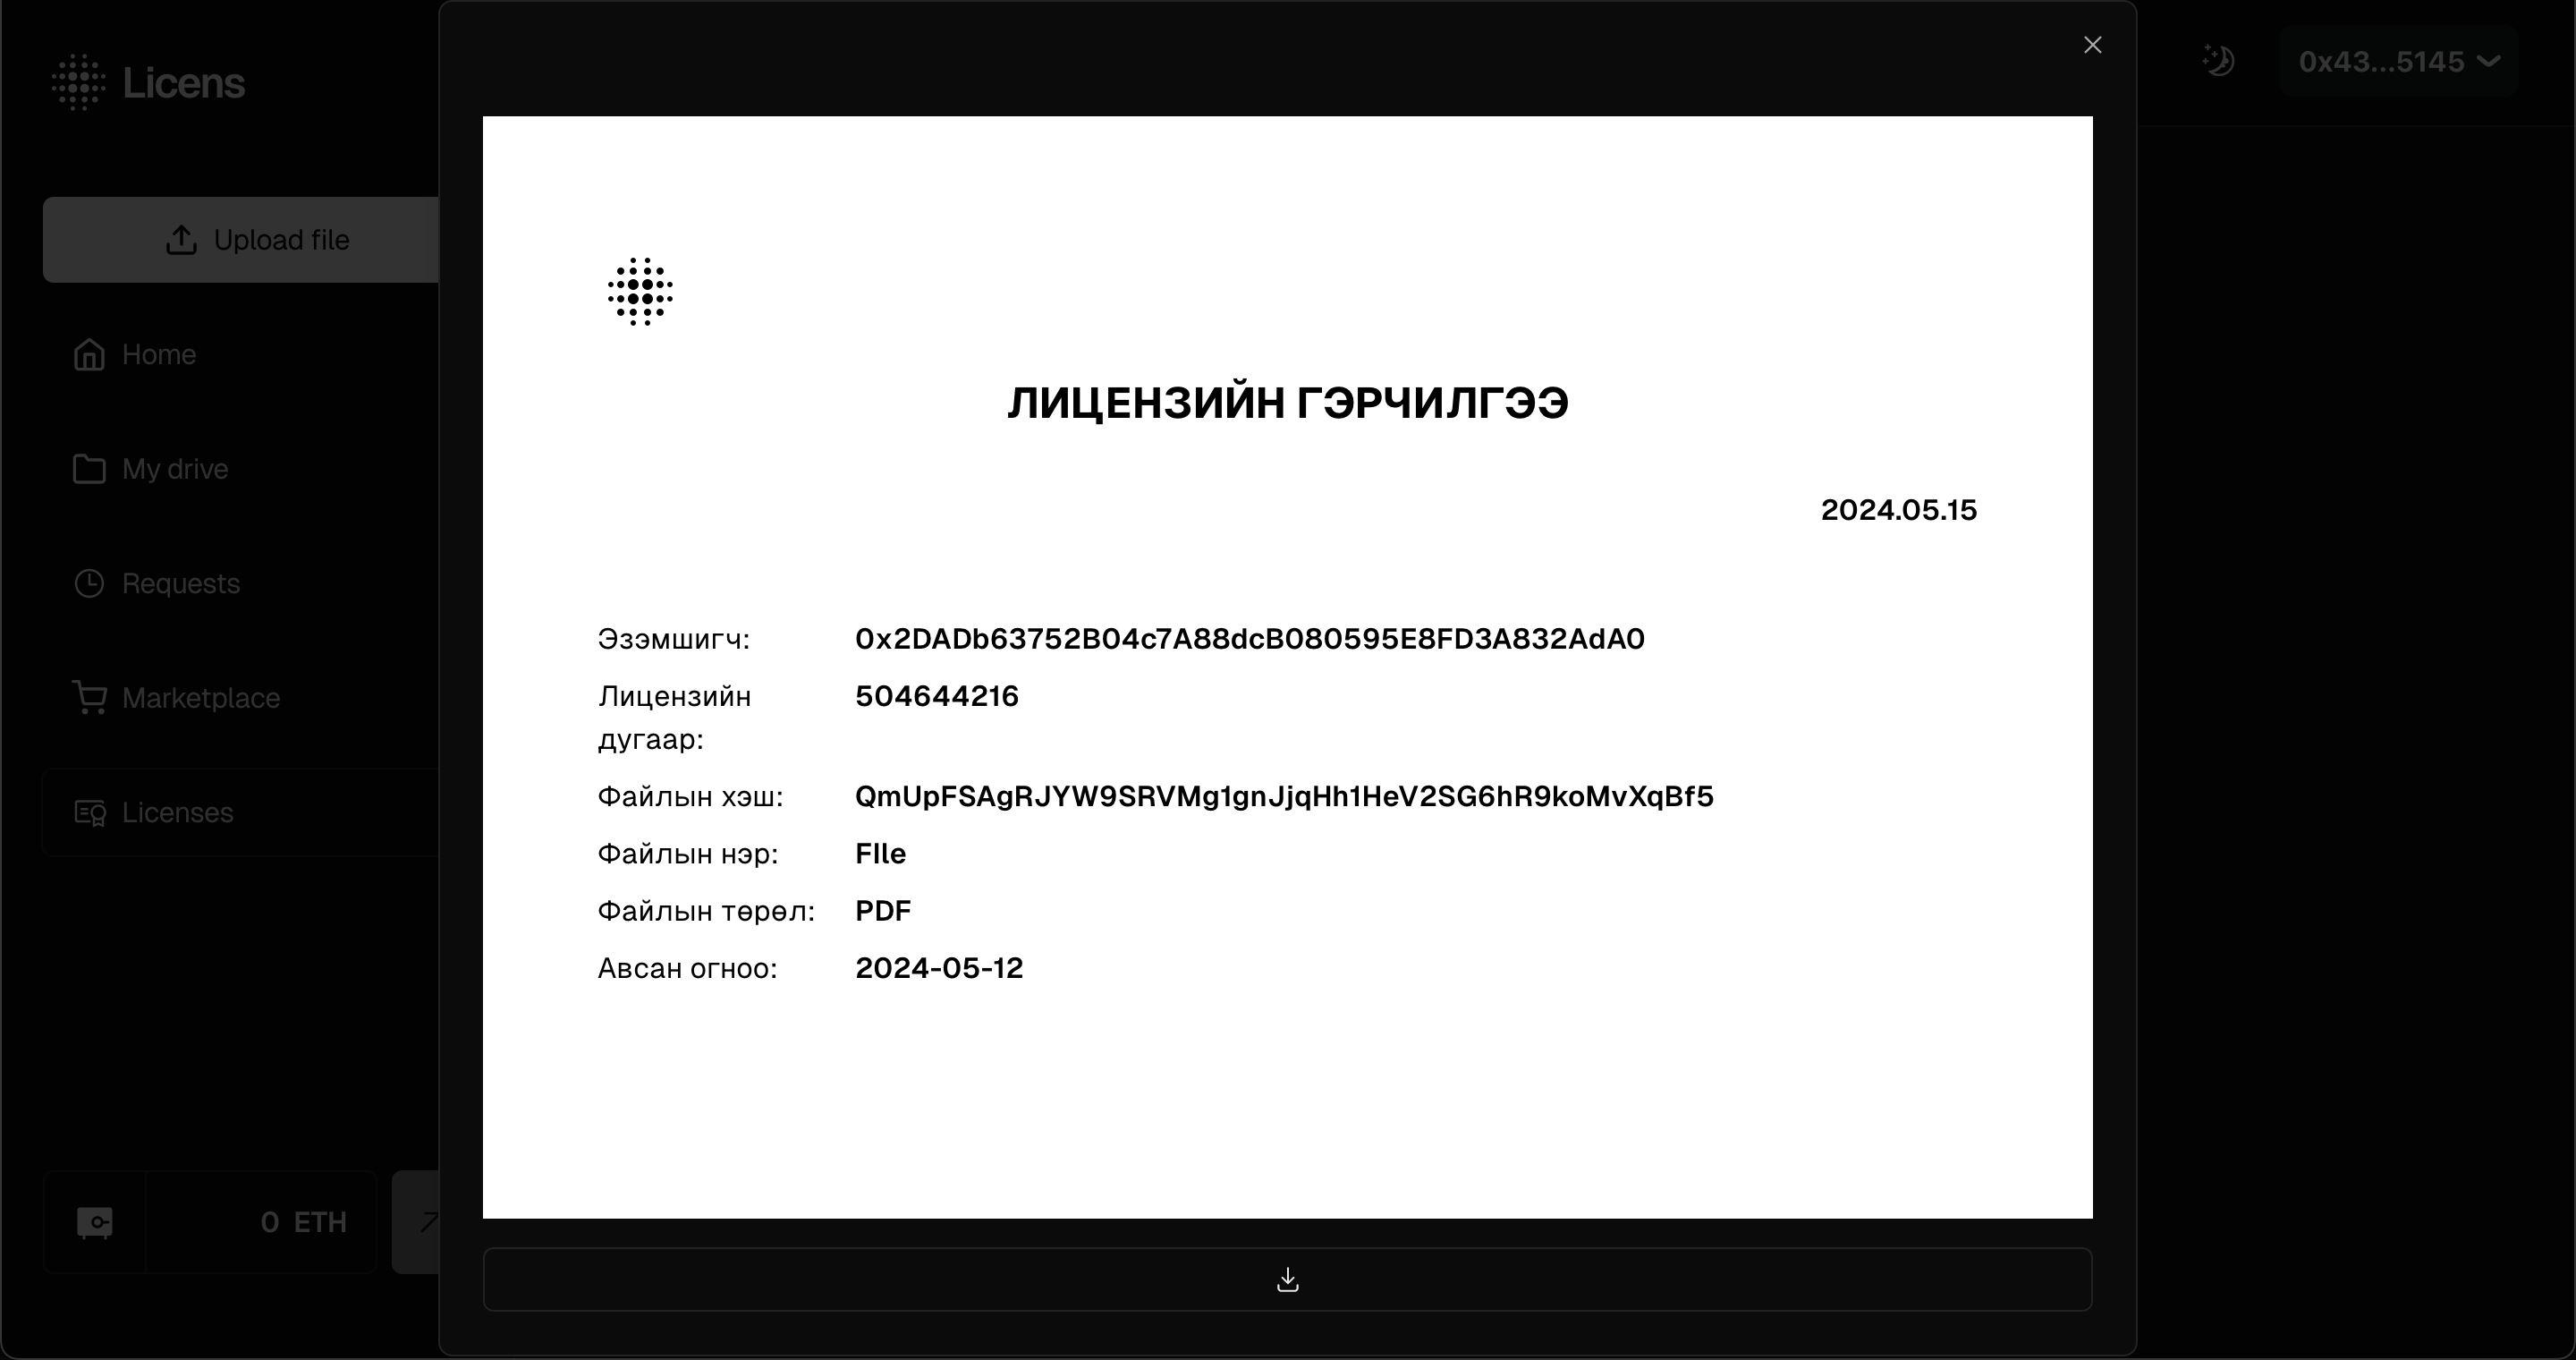 Licens
0x43...5145
Upload file
Home
My drive
Requests
Marketplace
Licenses
0 ETH
ЛИЦЕНЗИЙН ГЭРЧИЛГЭЭ
2024.05.15
Эзэмшигч: 0x2DADb63752B04c7A88dcB080595E8FD3A832AdA0
Лицензийн 504644216
дугаар:
Файлын хэш: QmUpFSAgRJYW9SRVMg1gnJjqHh1HeV2SG6hR9koMvXqBf5
Файлын нэр: FIle
Файлын төрөл: PDF
Авсан огноо: 2024-05-12